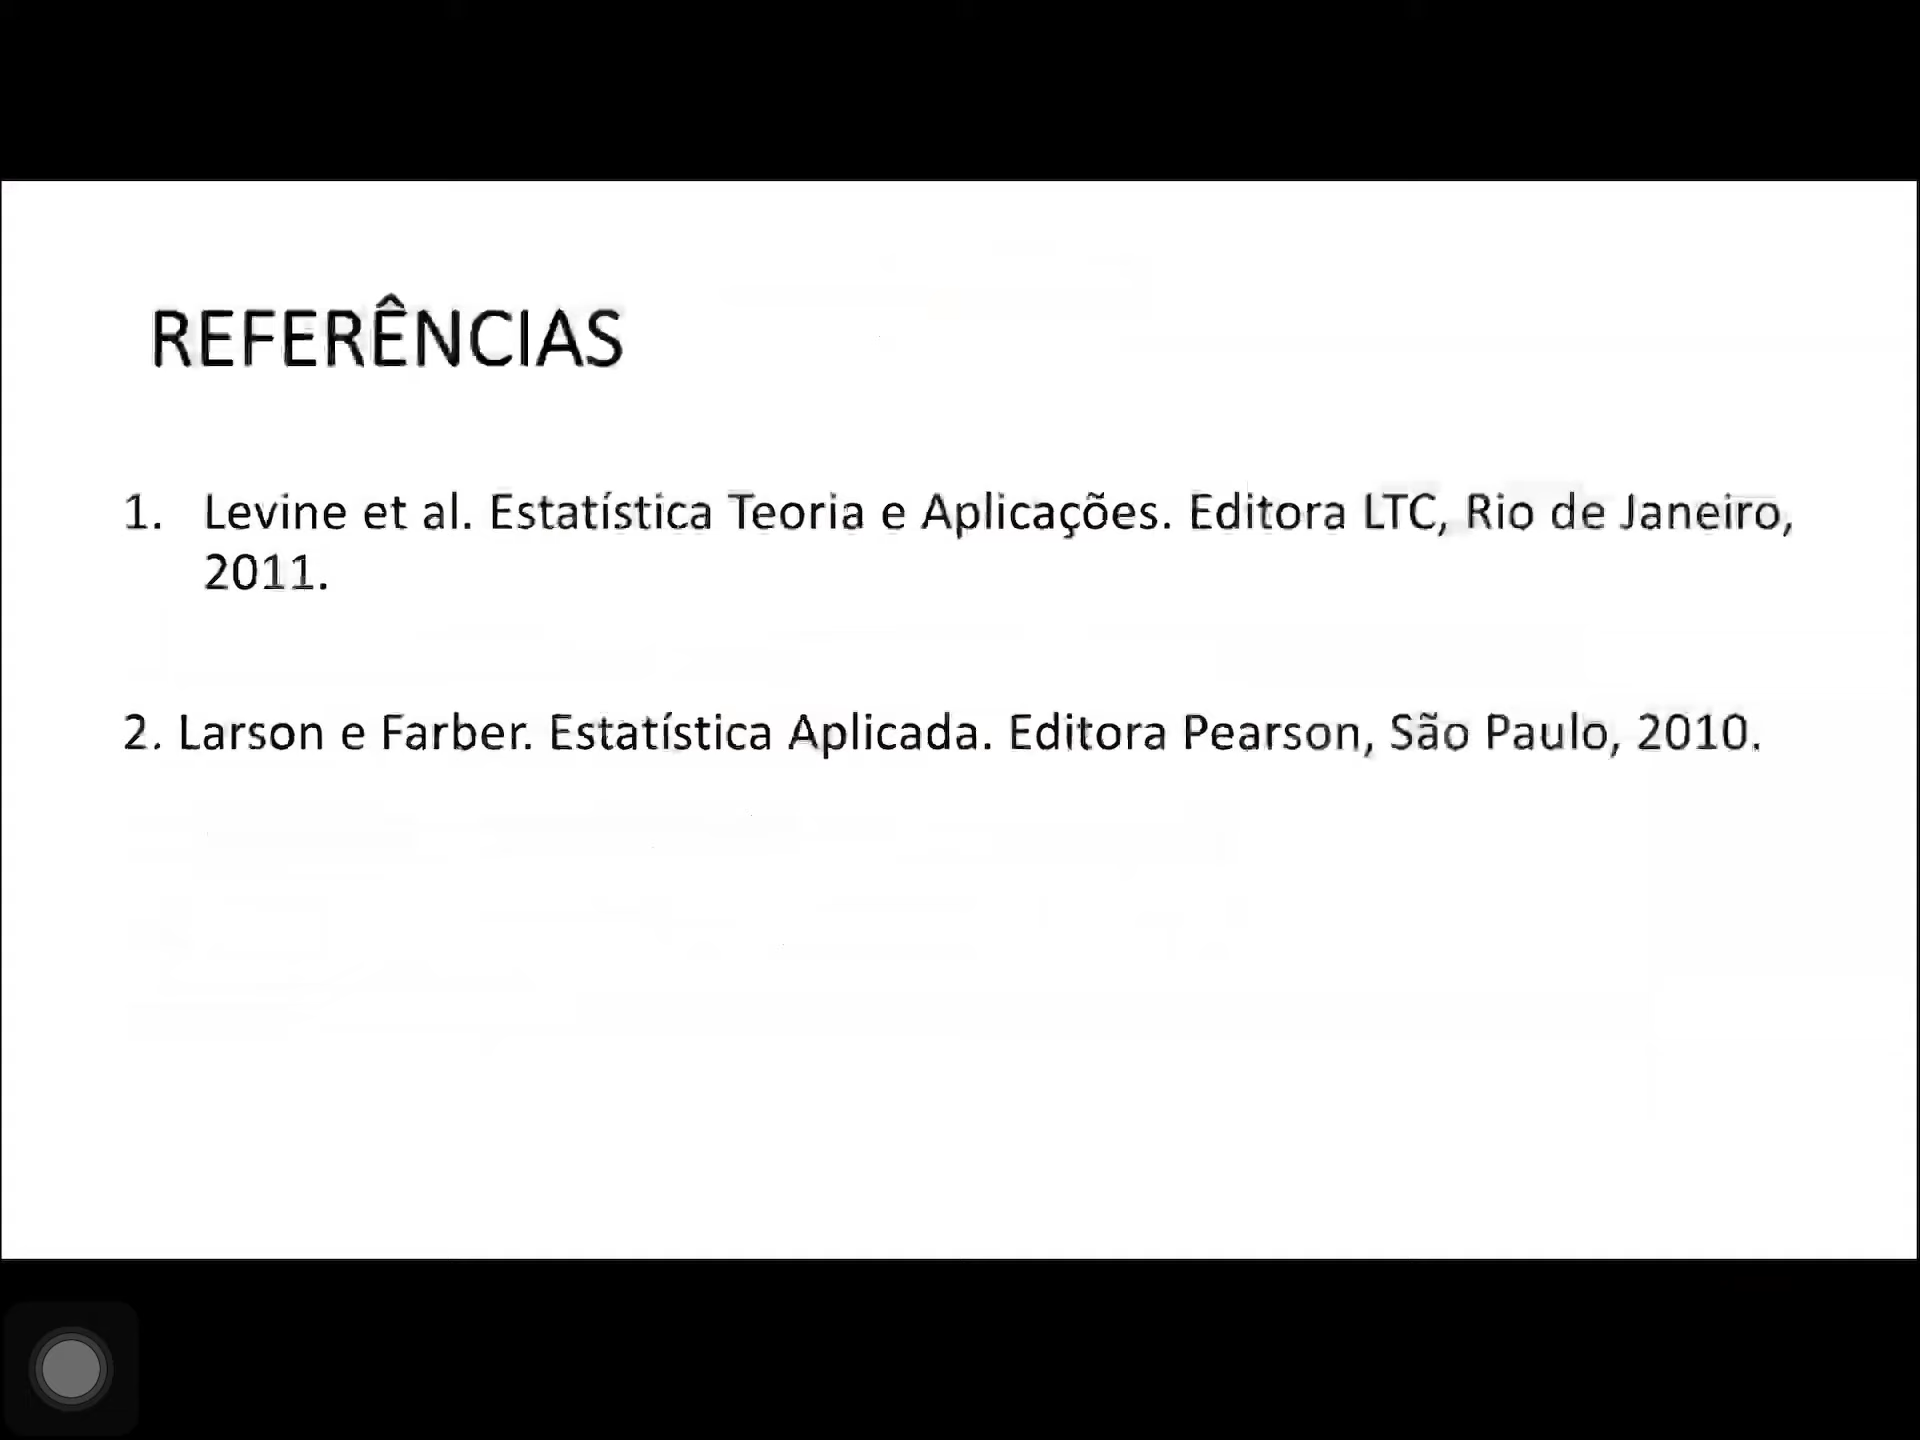 REFERÊNCIAS
1. Levine et al. Estatística Teoria e Aplicações. Editora LTC, Rio de Janeiro,
2011.
2. Larson e Farber. Estatística Aplicada. Editora Pearson, São Paulo, 2010.